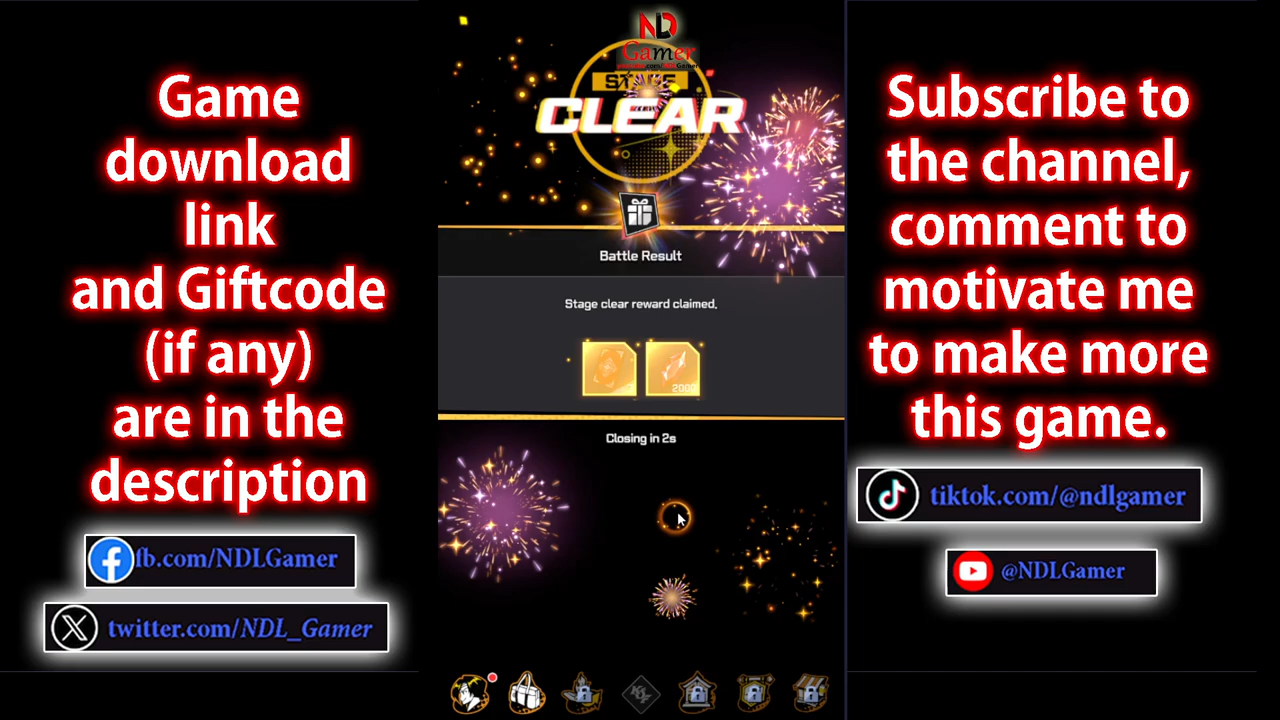 Game
download
link
and Giftcode
(if any)
are in the
description
fb.com/NDLGamer
twitter.com/NDL_Gamer
ND
Gamer
STAGE
CLEAR
Battle Result
Stage clear reward claimed.
2000
Closing in 2s
Subscribe to
the channel,
comment to
motivate me
to make more
this game.
tiktok.com/@ndlgamer
@NDLGamer